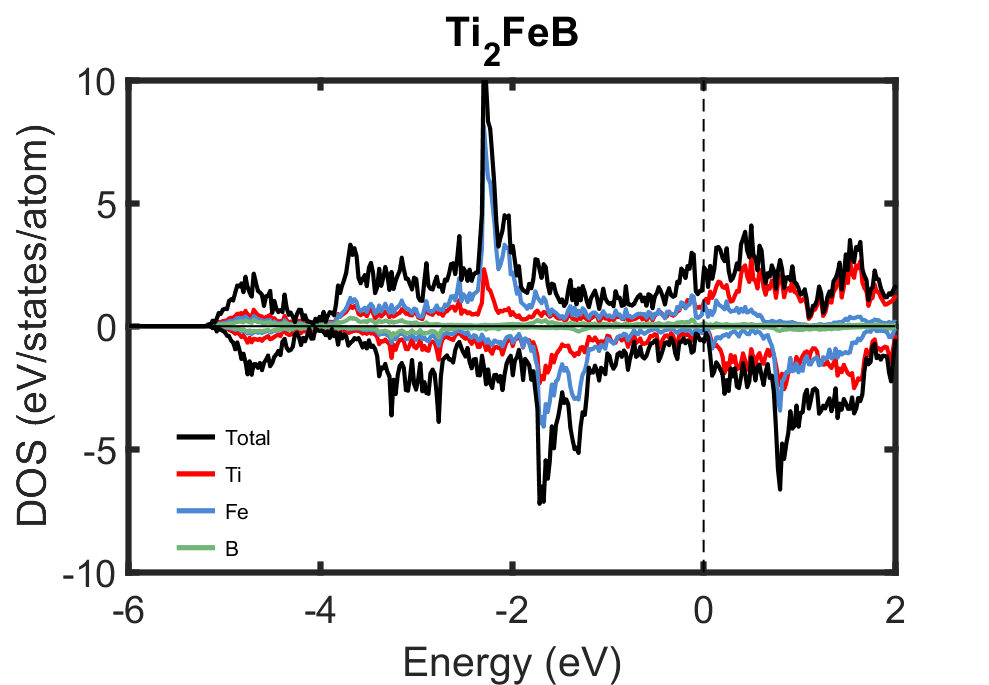 Ti₂FeB
DOS (eV/states/atom)
10
5
0
-5
-10
Total
Ti
Fe
B
-6 -4 -2 0 2
Energy (eV)